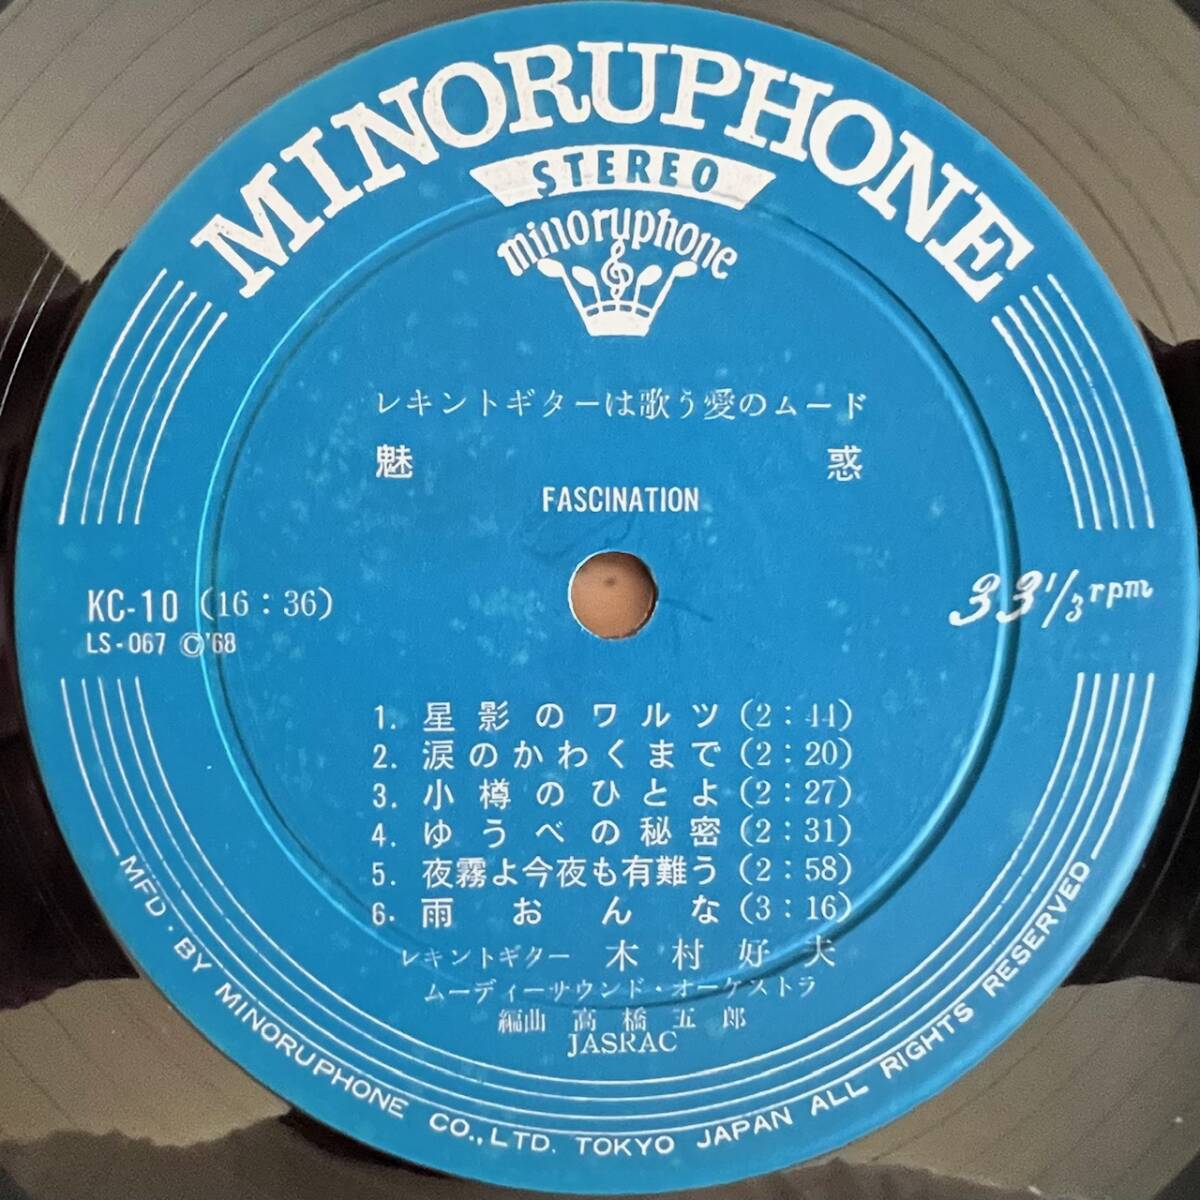 MINORUPHONE
STEREO
minoruphone
レキントギターは歌う愛のムード
魅惑
FASCINATION
KC-10 (16:36)
LS-067 ©'68
33 1/3 rpm
1. 星影のワルツ (2:44)
2. 涙のかわくまで (2:20)
3. 小樽のひとよ (2:27)
4. ゆうべの秘密 (2:31)
5. 夜霧よ今夜も有難う (2:58)
6. 雨おんな (3:16)
レキントギター 木村好夫
ムーディーサウンド・オーケストラ
編曲 高橋五郎
JASRAC
MFD. BY MINORUPHONE CO., LTD. TOKYO JAPAN ALL RIGHTS RESERVED